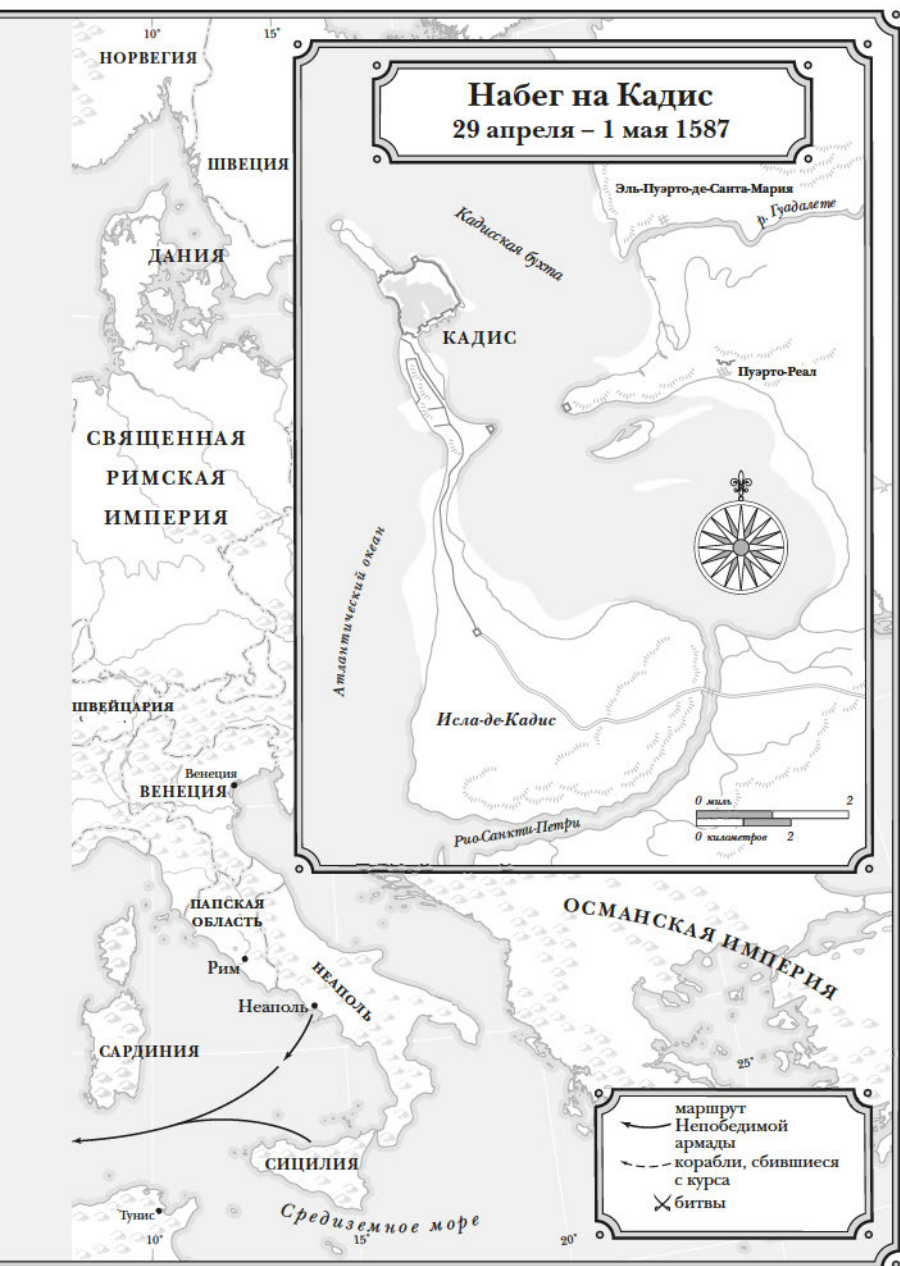 10°
15°
НОРВЕГИЯ
ШВЕЦИЯ
ДАНИЯ
СВЯЩЕННАЯ
РИМСКАЯ
ИМПЕРИЯ
ШВЕЙЦАРИЯ
Венеция
ВЕНЕЦИЯ
Набег на Кадис
29 апреля – 1 мая 1587
Эль-Пуэрто-де-Санта-Мария
р. Гуадалете
Кадисская бухта
КАДИС
Пуэрто-Реал
Атлантический океан
Исла-де-Кадис
Рио-Санкти-Петри
0 миль 2
0 километров 2
ПАПСКАЯ
ОБЛАСТЬ
Рим
НЕАПОЛЬ
Неаполь
САРДИНИЯ
СИЦИЛИЯ
Тунис
Средиземное море
ОСМАНСКАЯ ИМПЕРИЯ
25°
10°
15°
20°
маршрут
Непобедимой
армады
корабли, сбившиеся
с курса
битвы